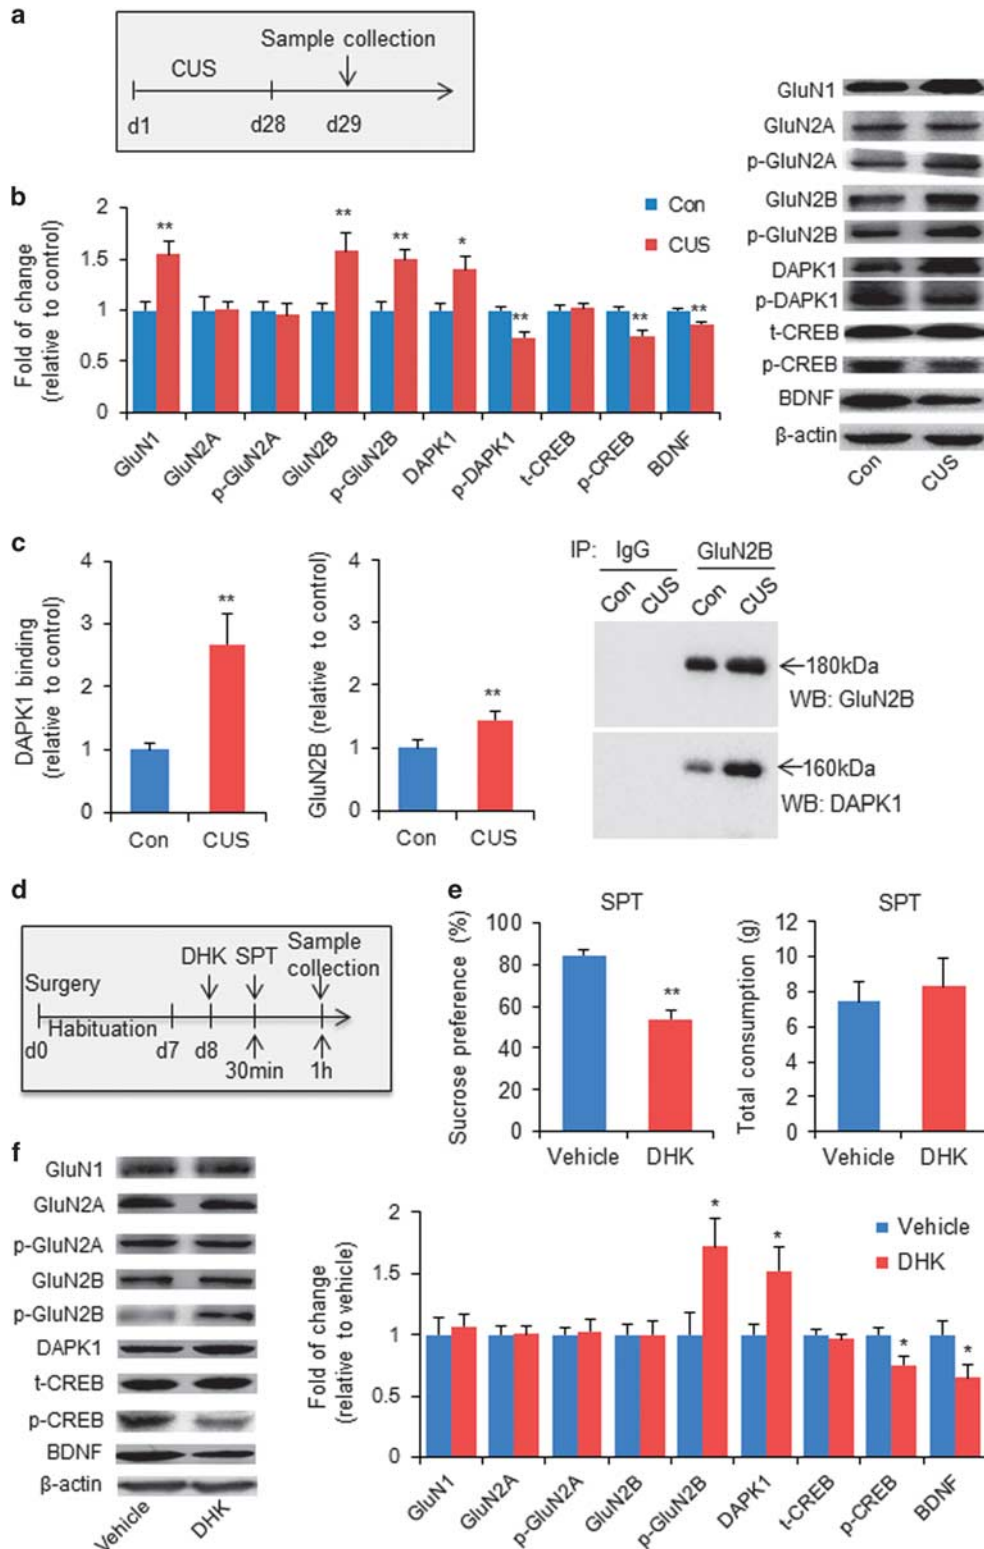 a
Sample collection
CUS
d1
d28
d29
GluN1
GluN2A
p-GluN2A
GluN2B
p-GluN2B
DAPK1
p-DAPK1
t-CREB
p-CREB
BDNF
β-actin
Con
CUS
b
Fold of change
(relative to control)
2
1.5
1
0.5
0
Con
CUS
**
**
**
*
**
**
**
GluN1
GluN2A
p-GluN2A
GluN2B
p-GluN2B
DAPK1
p-DAPK1
t-CREB
p-CREB
BDNF
c
DAPK1 binding
(relative to control)
4
3
2
1
0
**
Con
CUS
GluN2B (relative to control)
4
3
2
1
0
**
Con
CUS
IP: IgG GluN2B
Con CUS Con CUS
180kDa
WB: GluN2B
160kDa
WB: DAPK1
d
Surgery
Habituation
DHK SPT
Sample
collection
d0
d7
d8
30min
1h
e
SPT
Sucrose preference (%)
100
80
60
40
60
20
0
**
Vehicle
DHK
SPT
Total consumption (g)
12
10
8
6
4
2
0
Vehicle
DHK
f
GluN1
GluN2A
p-GluN2A
GluN2B
p-GluN2B
DAPK1
t-CREB
p-CREB
BDNF
β-actin
Vehicle
DHK
Fold of change
(relative to vehicle)
2
1.5
1
0.5
0
Vehicle
DHK
*
*
*
*
GluN1
GluN2A
p-GluN2A
GluN2B
p-GluN2B
DAPK1
t-CREB
p-CREB
BDNF